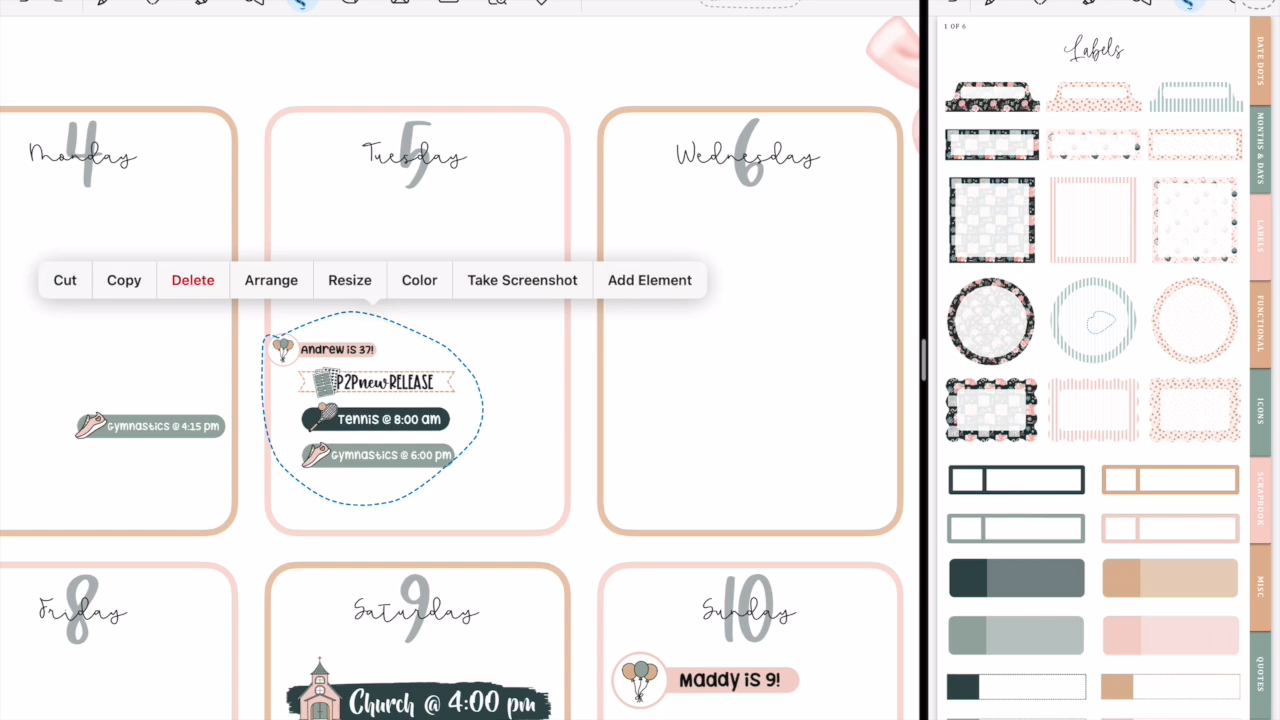 1 OF 6
Labels
4
Monday
5
Tuesday
6
Wednesday
Cut
Copy
Delete
Arrange
Resize
Color
Take Screenshot
Add Element
Andrew is 37!
P2P new RELEASE
Tennis @ 8:00 am
Gymnastics @ 6:00 pm
Gymnastics @ 4:15 pm
8
Friday
9
Saturday
10
Sunday
Church @ 4:00 pm
Maddy is 9!
DATE DOTS
MONTHS & DAYS
LABELS
FUNCTIONAL
ICONS
SCRAPBOOK
MISC
QUOTES